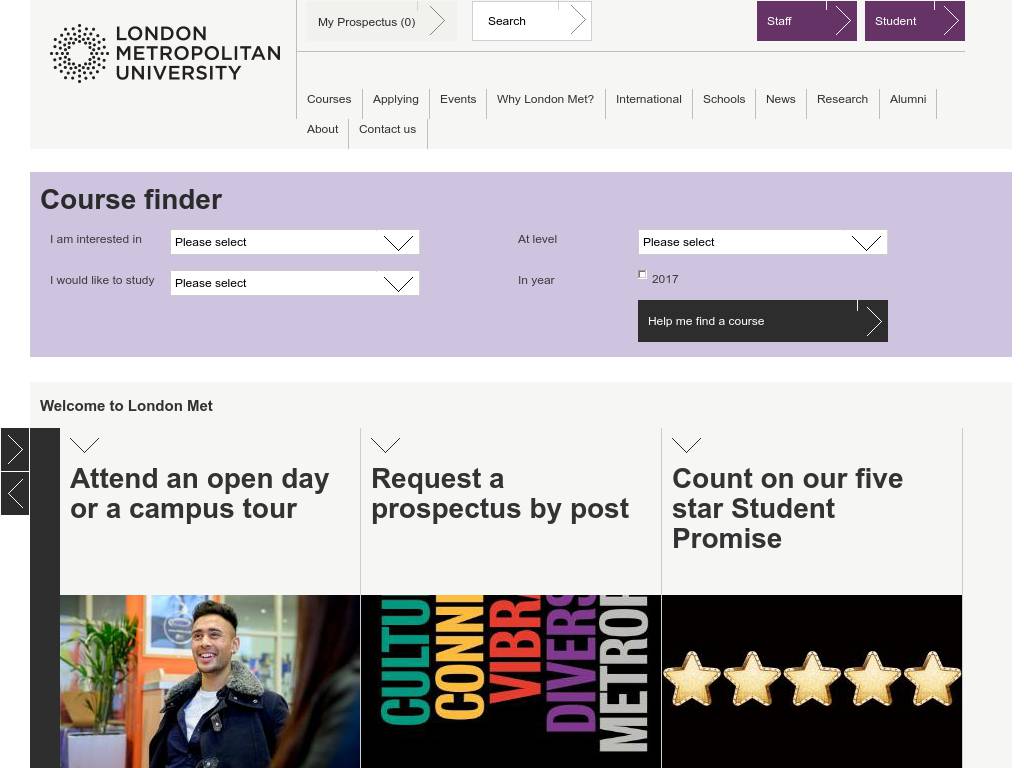 LONDON
METROPOLITAN
UNIVERSITY
My Prospectus (0)
Search
Staff
Student
Courses
Applying
Events
Why London Met?
International
Schools
News
Research
Alumni
About
Contact us
Course finder
I am interested in
Please select
At level
Please select
I would like to study
Please select
In year
2017
Help me find a course
Welcome to London Met
Attend an open day
or a campus tour
Request a
prospectus by post
Count on our five
star Student
Promise
CULTU
CONN
VIBRA
DIVERS
METROP